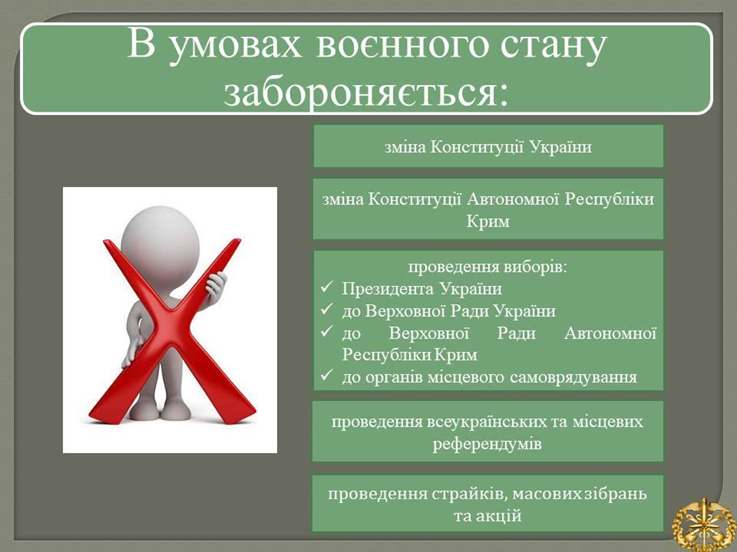 В умовах воєнного стану
забороняється:
зміна Конституції України
зміна Конституції Автономної Республіки
Крим
проведення виборів:
✓ Президента України
✓ до Верховної Ради України
✓ до Верховної Ради Автономної
Республіки Крим
✓ до органів місцевого самоврядування
проведення всеукраїнських та місцевих
референдумів
проведення страйків, масових зібрань
та акцій